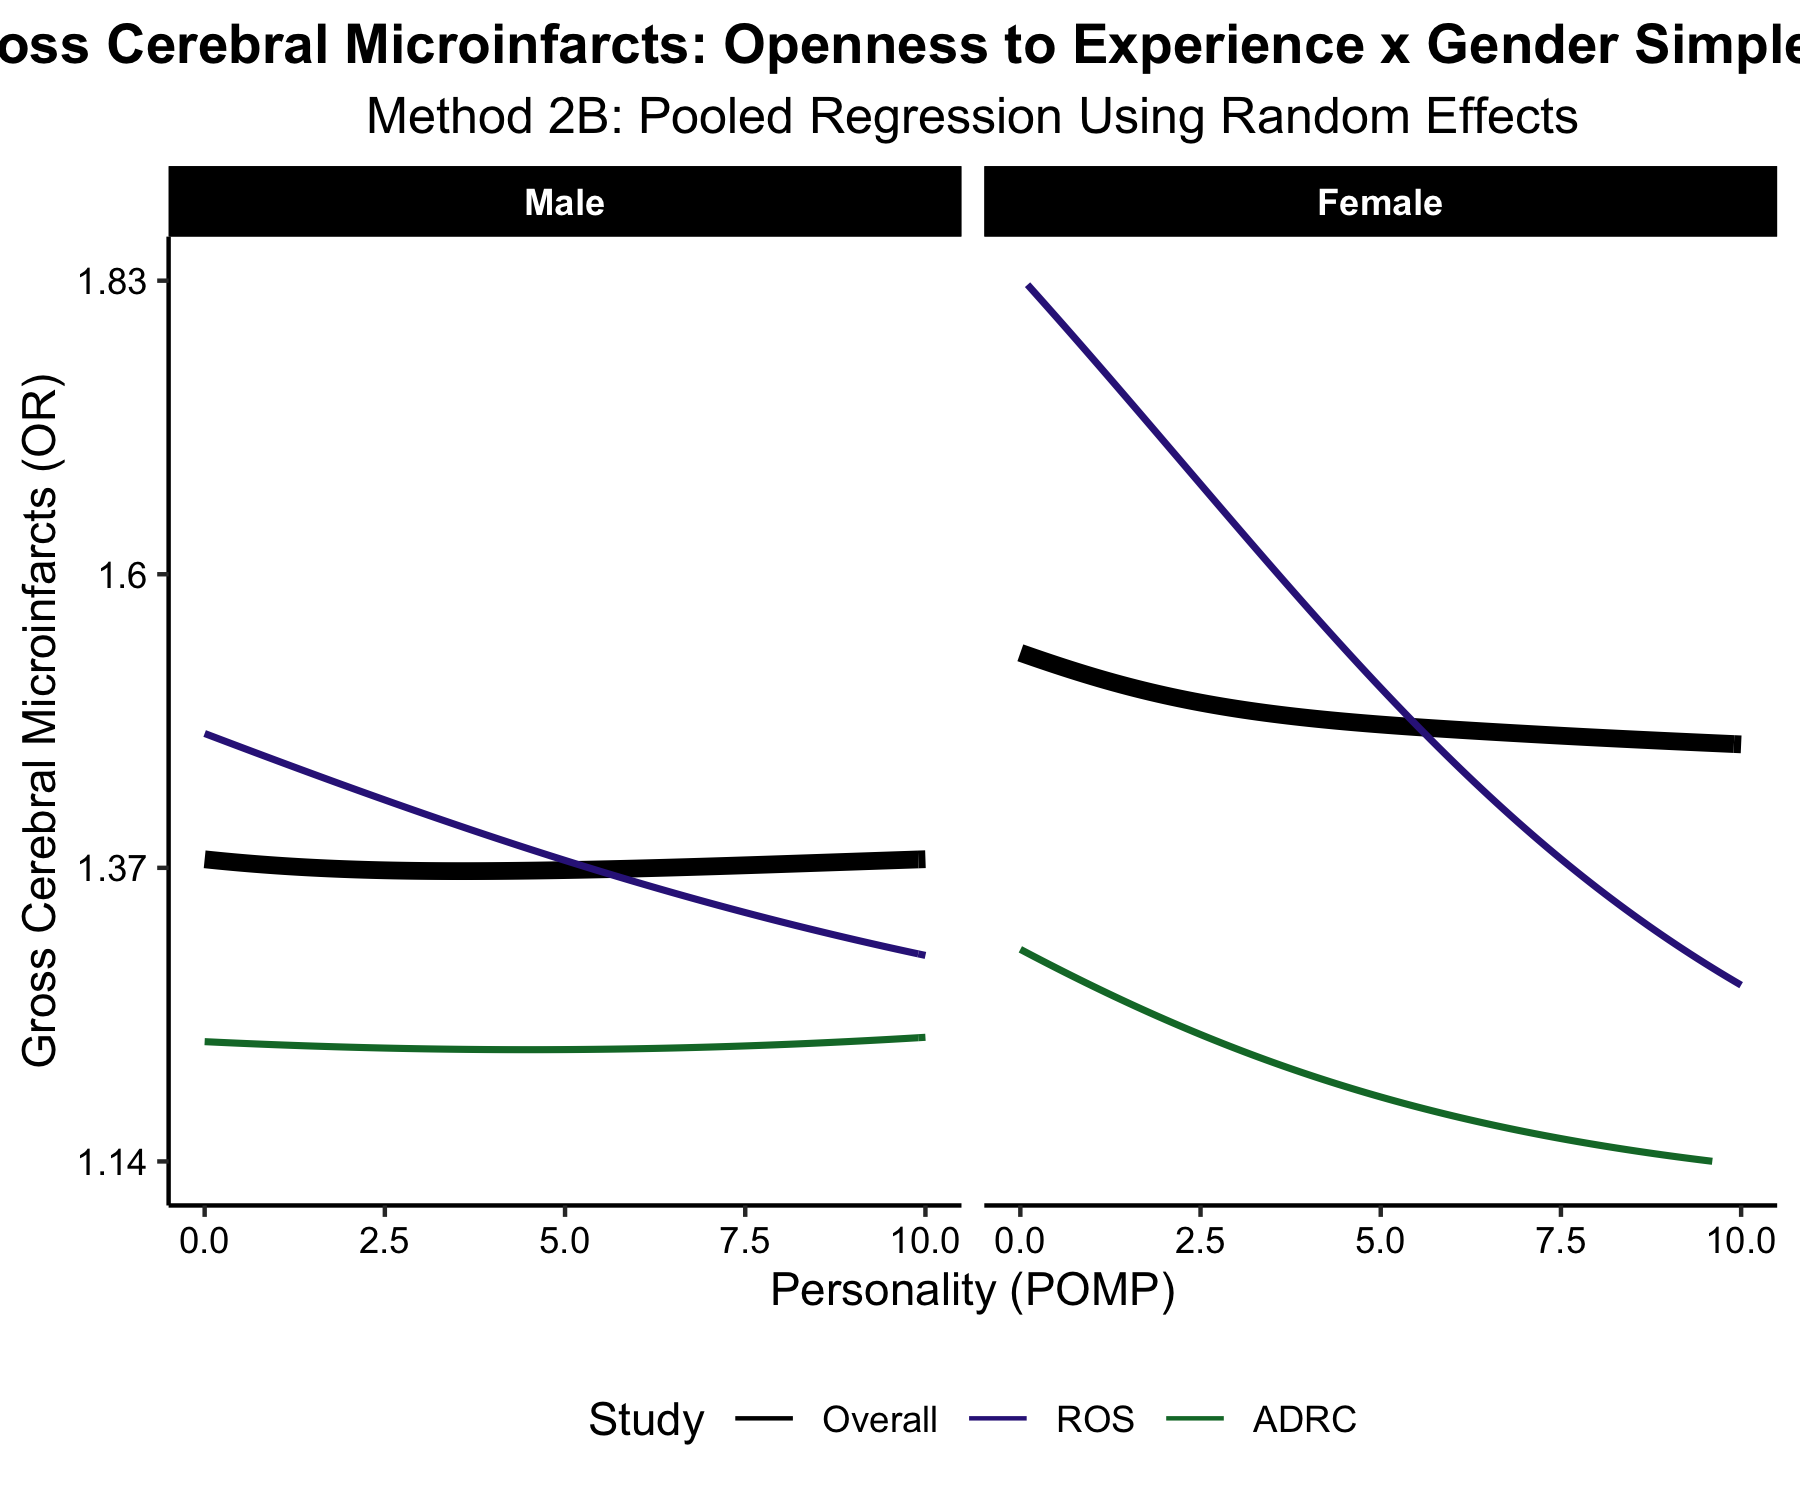 oss Cerebral Microinfarcts: Openness to Experience x Gender Simple
Method 2B: Pooled Regression Using Random Effects
Male Female
Gross Cerebral Microinfarcts (OR)
1.83
1.6
1.37
1.14
0.0 2.5 5.0 7.5 10.0 0.0 2.5 5.0 7.5 10.0
Personality (POMP)
Study Overall ROS ADRC